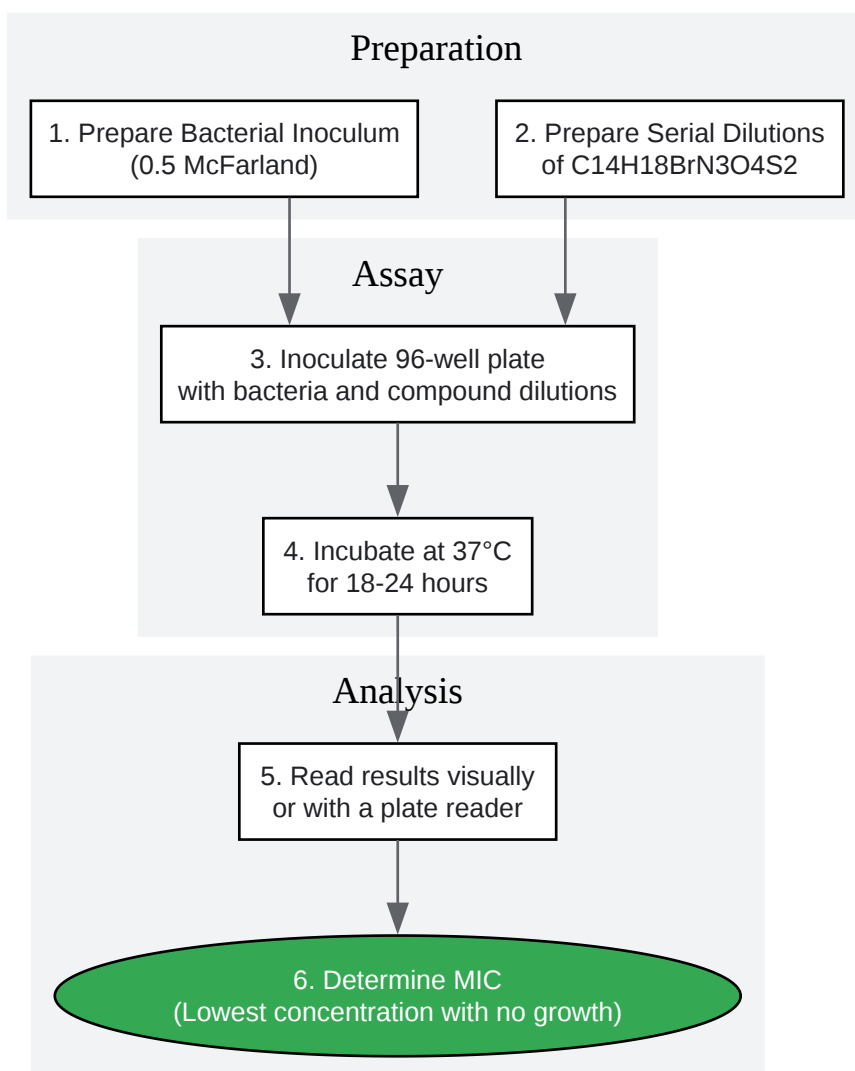 Preparation
1. Prepare Bacterial Inoculum
(0.5 McFarland)
2. Prepare Serial Dilutions
of C14H18BrN3O4S2
Assay
3. Inoculate 96-well plate
with bacteria and compound dilutions
4. Incubate at 37°C
for 18-24 hours
Analysis
5. Read results visually
or with a plate reader
6. Determine MIC
(Lowest concentration with no growth)